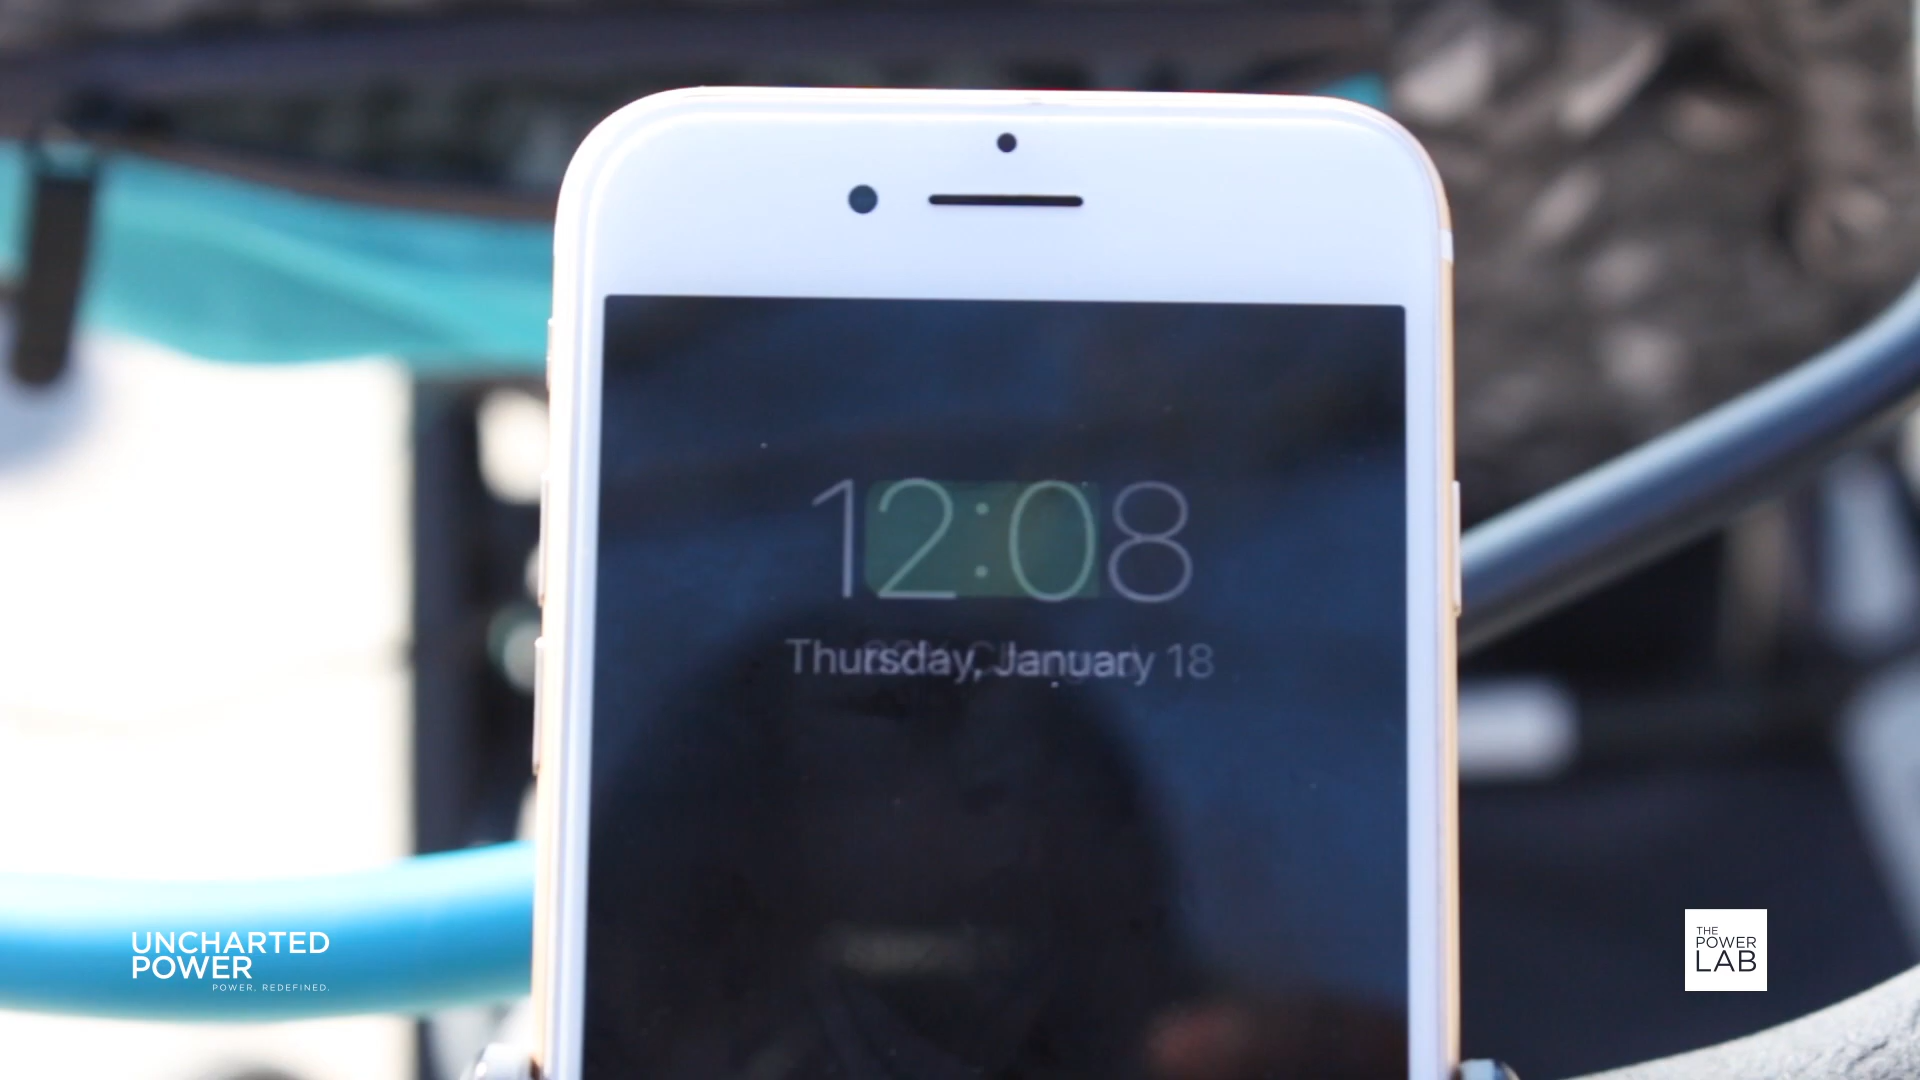 12:08
Thursday, January 18
UNCHARTED
POWER
POWER. REDEFINED.
THE
POWER
LAB